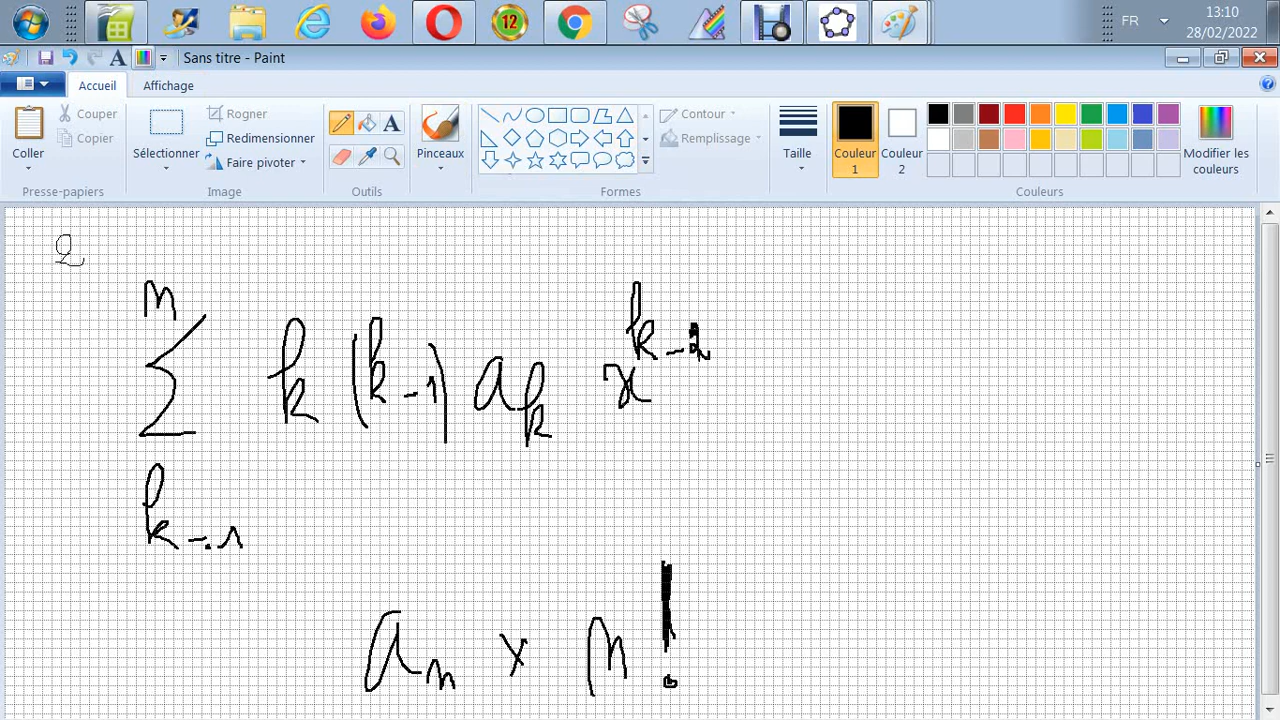 12
FR
13:10
28/02/2022
Sans titre - Paint
Accueil Affichage
Coller
Couper
Copier
Presse-papiers
Sélectionner
Rogner
Redimensionner
Faire pivoter
Image
Outils
Pinceaux
Formes
Contour
Remplissage
Taille
Couleur 1
Couleur 2
Modifier les couleurs
Couleurs
2
n
∑ k (k-1) a_k x^{k-2}
k=1
a_n × n!